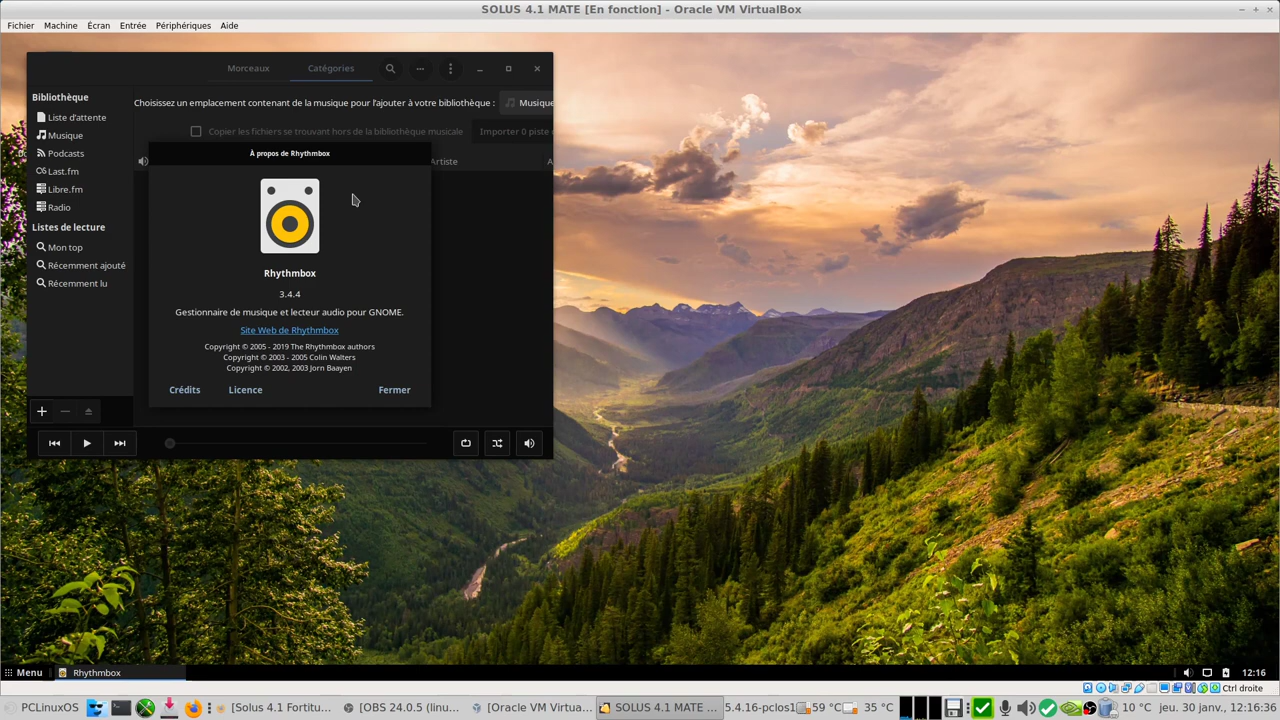 SOLUS 4.1 MATE [En fonction] - Oracle VM VirtualBox
Fichier Machine Écran Entrée Périphériques Aide
Morceaux Catégories
Bibliothèque
Liste d'attente
Musique
Podcasts
Last.fm
Libre.fm
Radio
Listes de lecture
Mon top
Récemment ajouté
Récemment lu
Choisissez un emplacement contenant de la musique pour l'ajouter à votre bibliothèque : Musique
Copier les fichiers se trouvant hors de la bibliothèque musicale Importer 0 piste
Artiste A
À propos de Rhythmbox
Rhythmbox
3.4.4
Gestionnaire de musique et lecteur audio pour GNOME.
Site Web de Rhythmbox
Copyright © 2005 - 2019 The Rhythmbox authors
Copyright © 2003 - 2005 Colin Walters
Copyright © 2002, 2003 Jorn Baayen
Crédits Licence Fermer
Menu Rhythmbox 12:16
Ctrl droite
PCLinuxOS [OBS 24.0. (linu... [Oracle VM Virtua... SOLUS 4.1 MATE ... 5.4.16-pclos1 59 °C 35 °C 10 °C jeu. 30 janv., 12:16:36